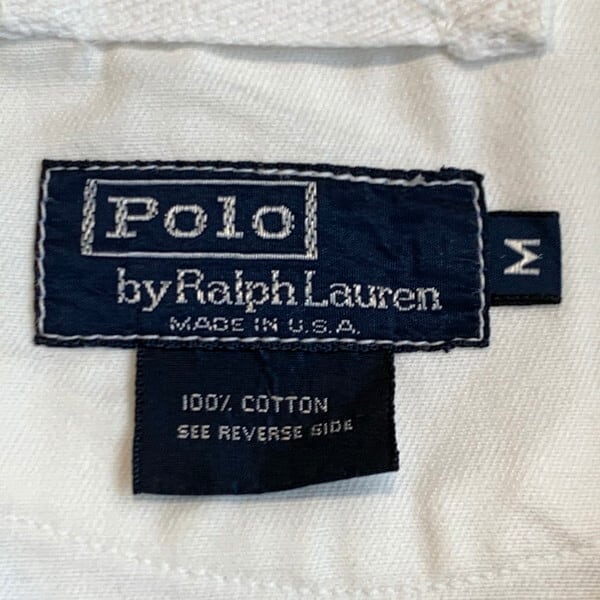 Polo
by Ralph Lauren
MADE IN U.S.A.
M
100% COTTON
SEE REVERSE SIDE